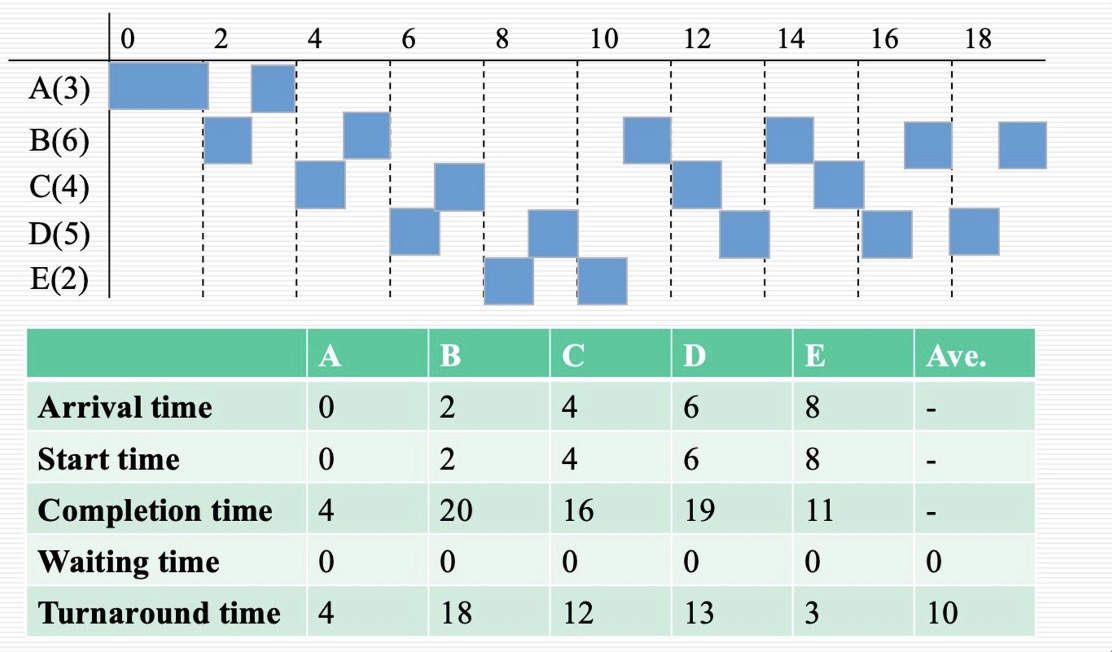 0 2 4 6 8 10 12 14 16 18
A(3)
B(6)
C(4)
D(5)
E(2)
A B C D E Ave.
Arrival time 0 2 4 6 8 -
Start time 0 2 4 6 8 -
Completion time 4 20 16 19 11 -
Waiting time 0 0 0 0 0 0
Turnaround time 4 18 12 13 3 10